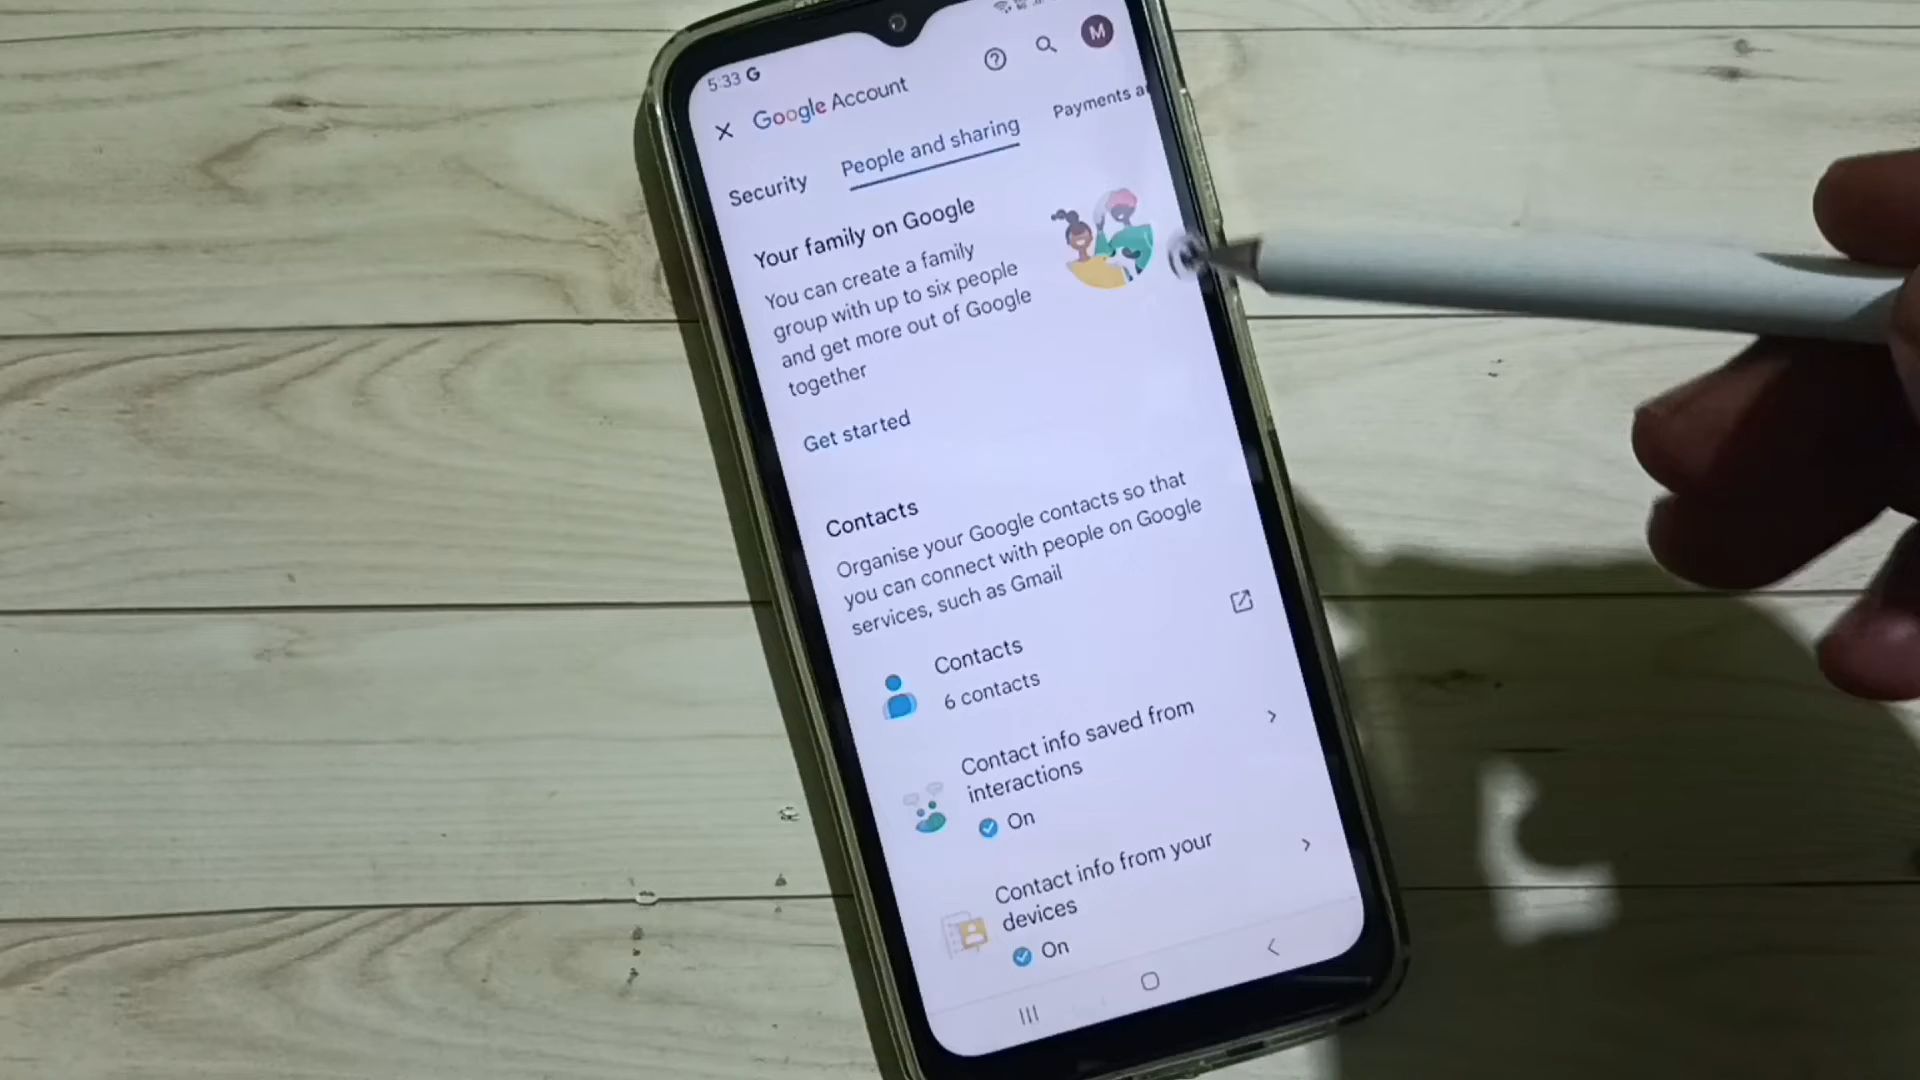 5:33 G
M
Google Account
Security
People and sharing
Payments a
Your family on Google
You can create a family
group with up to six people
and get more out of Google
together
Get started
Contacts
Organise your Google contacts so that
you can connect with people on Google
services, such as Gmail
Contacts
6 contacts
Contact info saved from
interactions
On
Contact info from your
devices
On